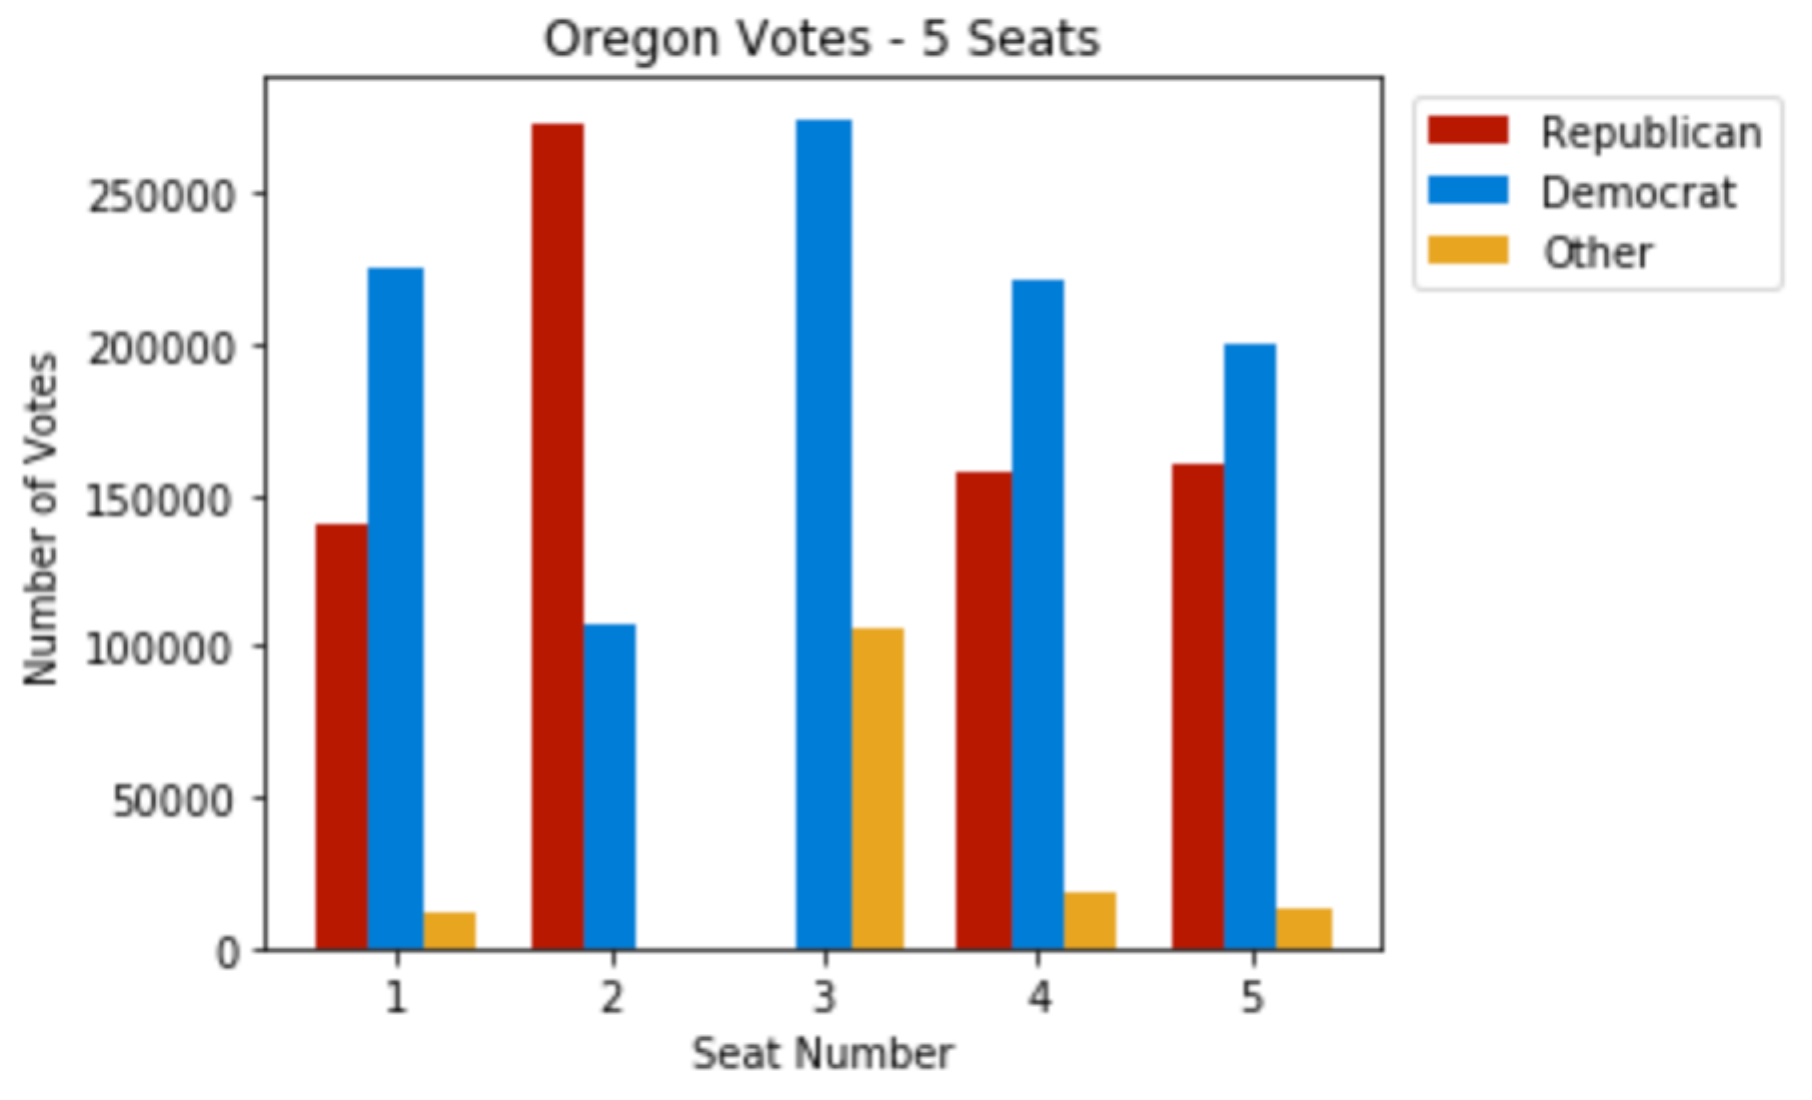 Oregon Votes - 5 Seats
Republican
Democrat
Other
Number of Votes
250000
200000
150000
100000
50000
0
1 2 3 4 5
Seat Number